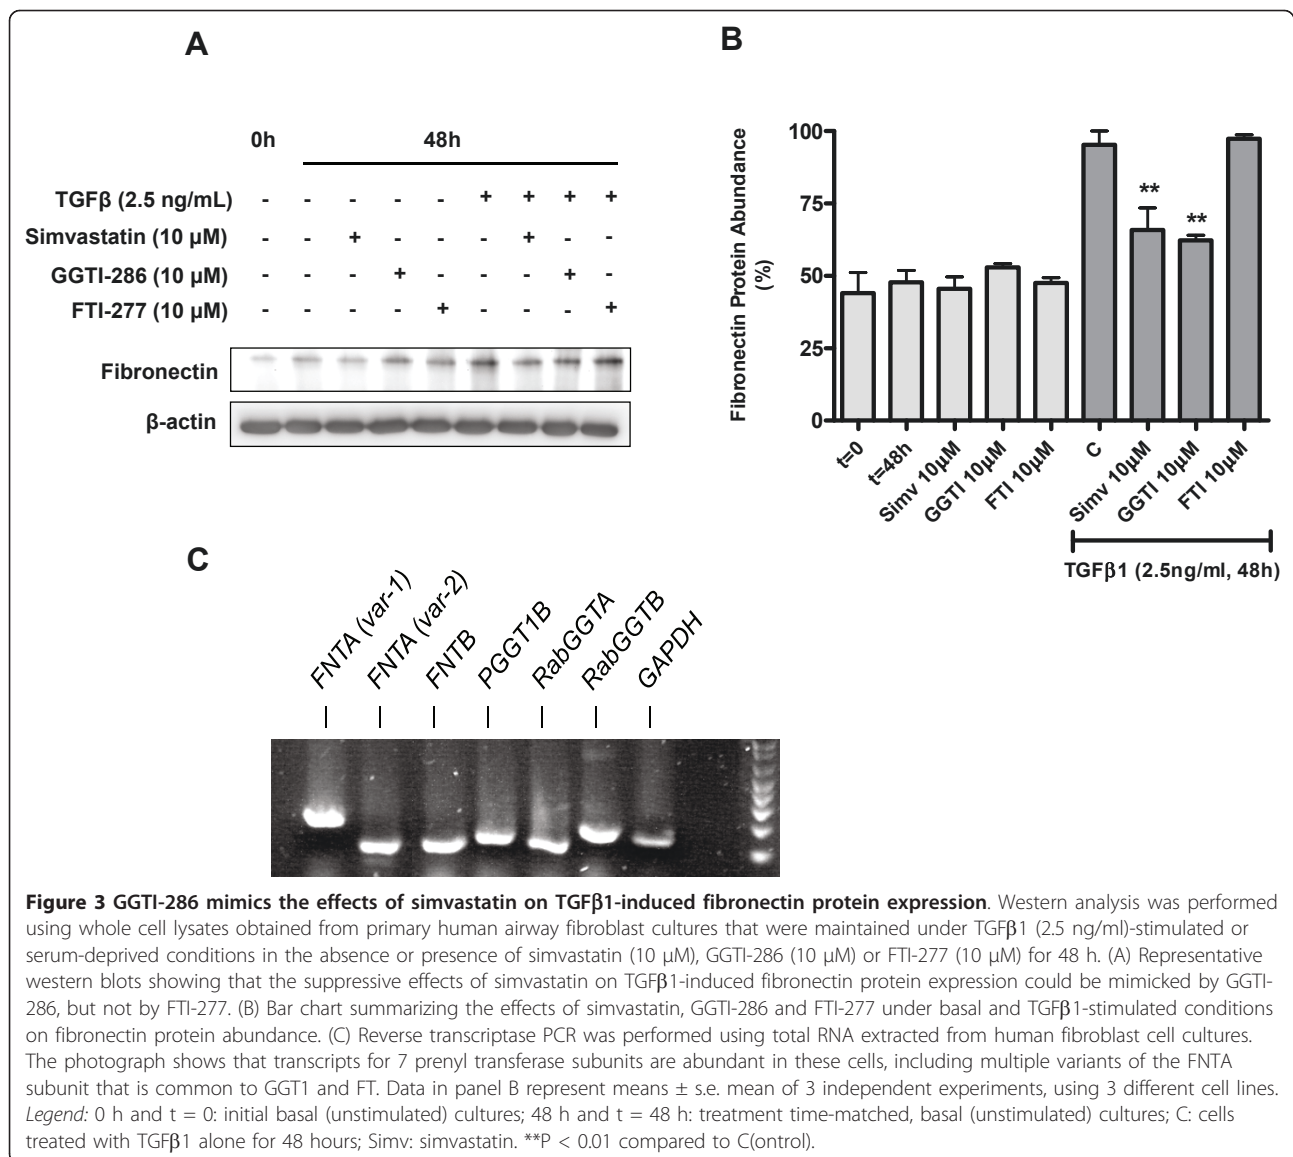 A
0h 48h
TGFβ (2.5 ng/mL) - - - - - + + + +
Simvastatin (10 µM) - - + - - - + - -
GGTI-286 (10 µM) - - - + - - - + -
FTI-277 (10 µM) - - - - + - - - +
Fibronectin
β-actin
B
Fibronectin Protein Abundance
(%)
100
75
50
25
0
** **
t=0 t=48h Simv 10µM GGTI 10µM FTI 10µM C Simv 10µM GGTI 10µM FTI 10µM
TGFβ1 (2.5ng/ml, 48h)
C
FNTA (var-1) FNTA (var-2) FNTB PGGT1B RabGGTA RabGGTB GAPDH
Figure 3 GGTI-286 mimics the effects of simvastatin on TGFβ1-induced fibronectin protein expression. Western analysis was performed
using whole cell lysates obtained from primary human airway fibroblast cultures that were maintained under TGFβ1 (2.5 ng/ml)-stimulated or
serum-deprived conditions in the absence or presence of simvastatin (10 µM), GGTI-286 (10 µM) or FTI-277 (10 µM) for 48 h. (A) Representative
western blots showing that the suppressive effects of simvastatin on TGFβ1-induced fibronectin protein expression could be mimicked by GGTI-
286, but not by FTI-277. (B) Bar chart summarizing the effects of simvastatin, GGTI-286 and FTI-277 under basal and TGFβ1-stimulated conditions
on fibronectin protein abundance. (C) Reverse transcriptase PCR was performed using total RNA extracted from human fibroblast cell cultures.
The photograph shows that transcripts for 7 prenyl transferase subunits are abundant in these cells, including multiple variants of the FNTA
subunit that is common to GGT1 and FT. Data in panel B represent means ± s.e. mean of 3 independent experiments, using 3 different cell lines.
Legend: 0 h and t = 0: initial basal (unstimulated) cultures; 48 h and t = 48 h: treatment time-matched, basal (unstimulated) cultures; C: cells
treated with TGFβ1 alone for 48 hours; Simv: simvastatin. **P < 0.01 compared to C(ontrol).